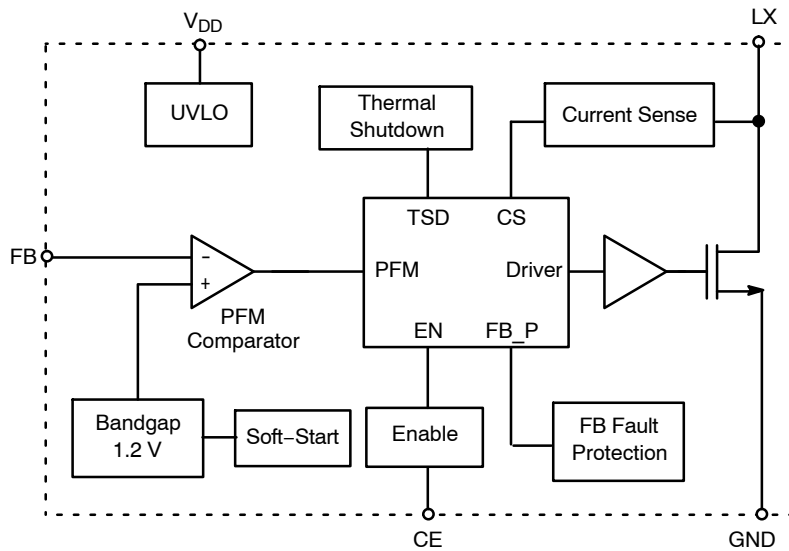 VDD
LX
UVLO
Thermal
Shutdown
Current Sense
TSD
CS
FB
−
+
PFM
Driver
PFM
Comparator
EN
FB_P
Bandgap
1.2 V
Soft−Start
Enable
FB Fault
Protection
CE
GND